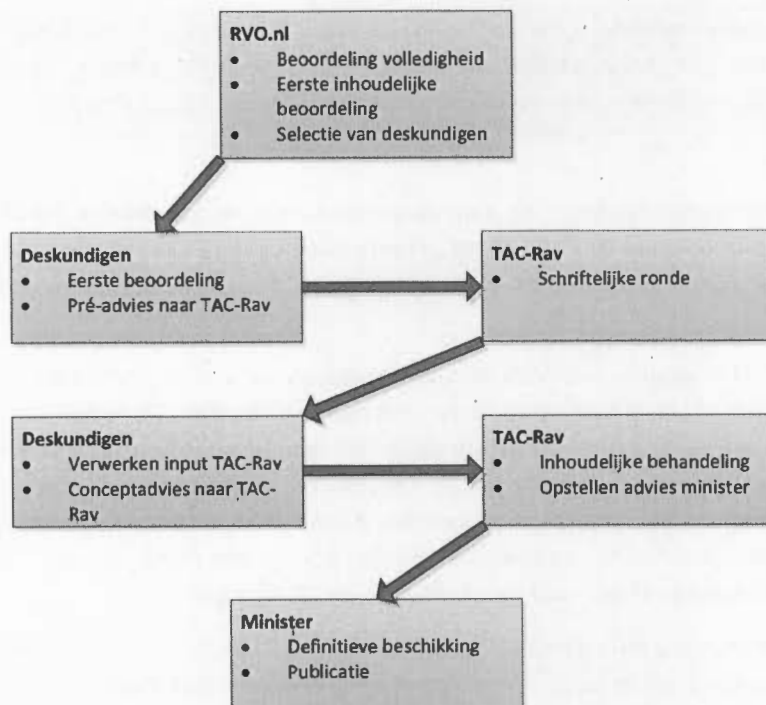 RVO.nl
• Beoordeling volledigheid
• Eerste inhoudelijke
beoordeling
• Selectie van deskundigen
Deskundigen
• Eerste beoordeling
• Pré-advies naar TAC-Rav
TAC-Rav
• Schriftelijke ronde
Deskundigen
• Verwerken input TAC-Rav
• Conceptadvies naar TAC-
Rav
TAC-Rav
• Inhoudelijke behandeling
• Opstellen advies minister
Minister
• Definitieve beschikking
• Publicatie